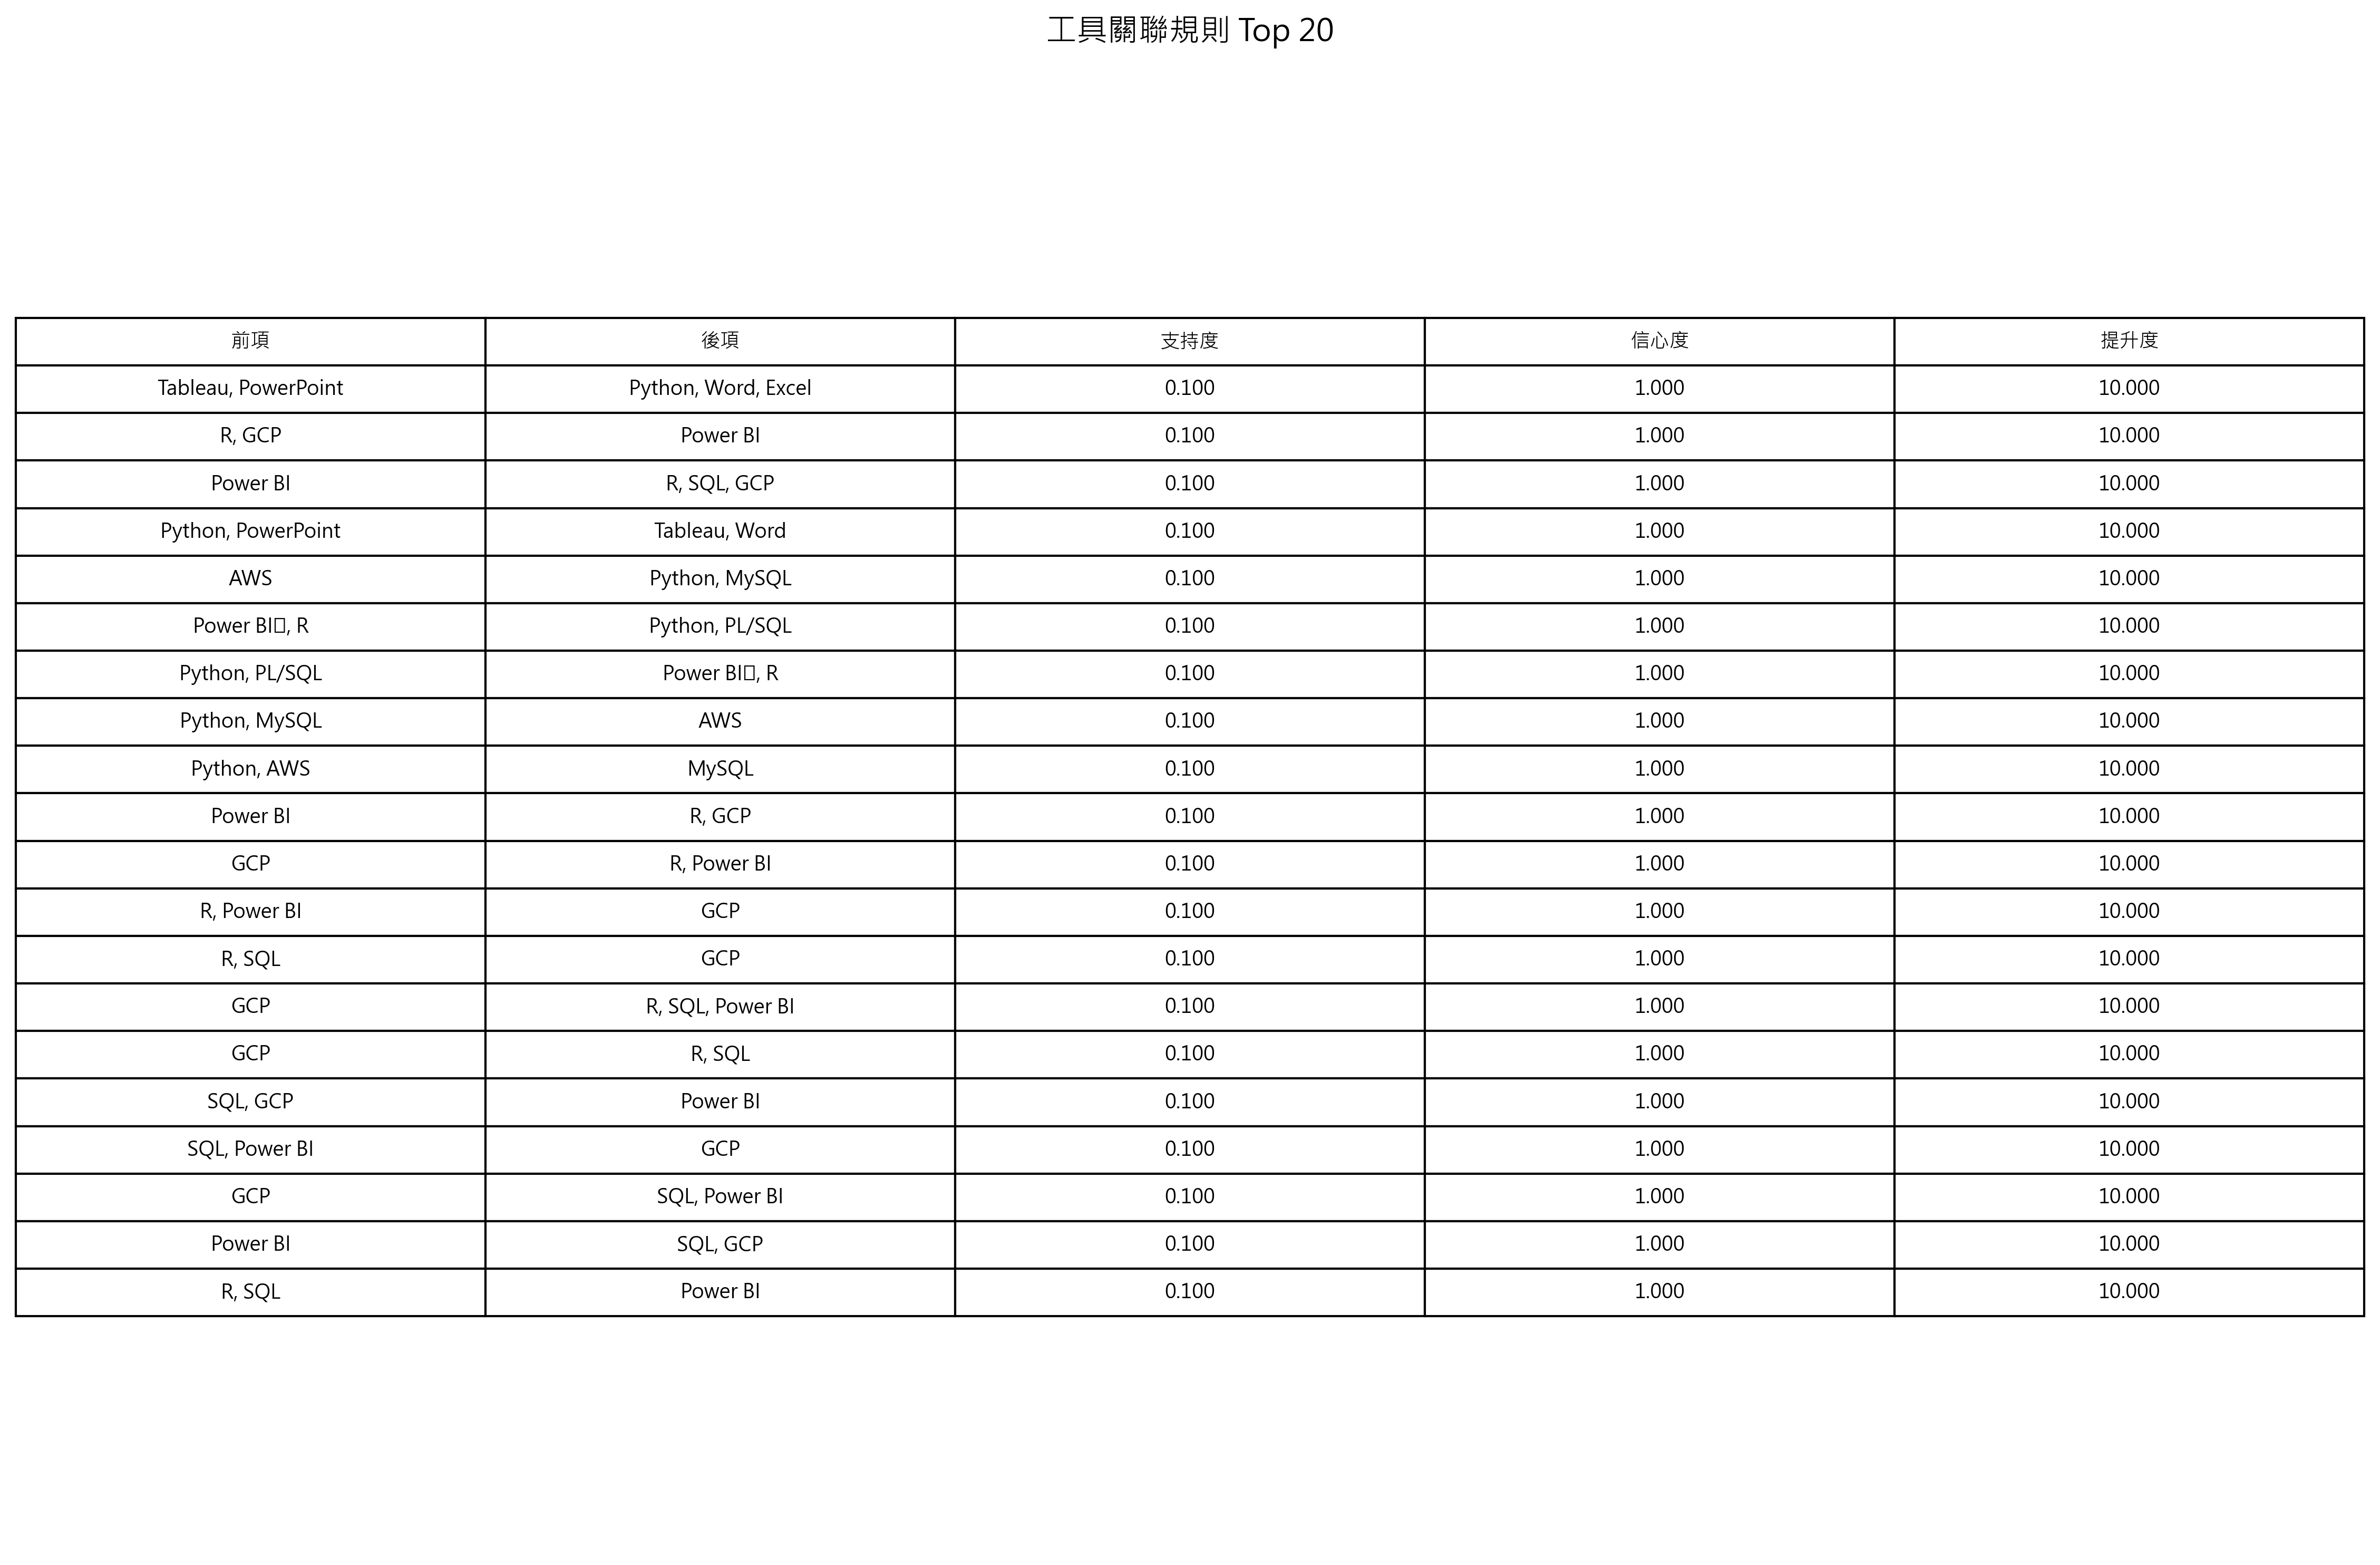 工具關聯規則 Top 20
前項 後項 支持度 信心度 提升度
Tableau, PowerPoint Python, Word, Excel 0.100 1.000 10.000
R, GCP Power BI 0.100 1.000 10.000
Power BI R, SQL, GCP 0.100 1.000 10.000
Python, PowerPoint Tableau, Word 0.100 1.000 10.000
AWS Python, MySQL 0.100 1.000 10.000
Power BI▯, R Python, PL/SQL 0.100 1.000 10.000
Python, PL/SQL Power BI▯, R 0.100 1.000 10.000
Python, MySQL AWS 0.100 1.000 10.000
Python, AWS MySQL 0.100 1.000 10.000
Power BI R, GCP 0.100 1.000 10.000
GCP R, Power BI 0.100 1.000 10.000
R, Power BI GCP 0.100 1.000 10.000
R, SQL GCP 0.100 1.000 10.000
GCP R, SQL, Power BI 0.100 1.000 10.000
GCP R, SQL 0.100 1.000 10.000
SQL, GCP Power BI 0.100 1.000 10.000
SQL, Power BI GCP 0.100 1.000 10.000
GCP SQL, Power BI 0.100 1.000 10.000
Power BI SQL, GCP 0.100 1.000 10.000
R, SQL Power BI 0.100 1.000 10.000